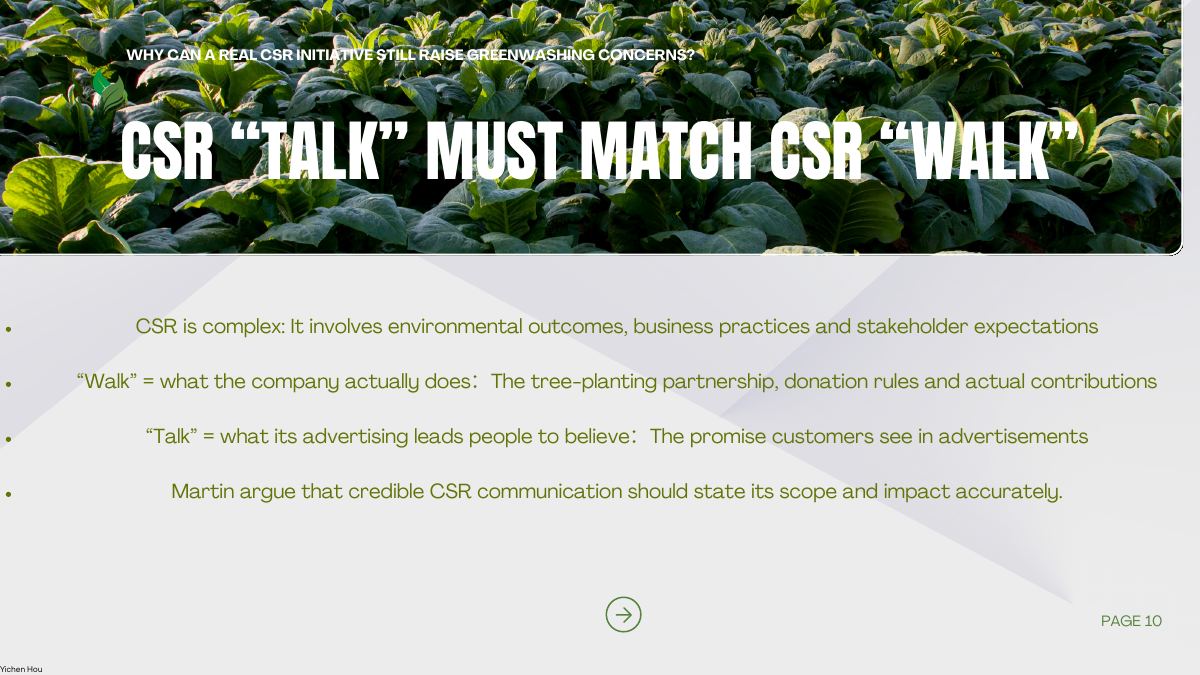 WHY CAN A REAL CSR INITIATIVE STILL RAISE GREENWASHING CONCERNS?
CSR “TALK” MUST MATCH CSR “WALK”
• CSR is complex: It involves environmental outcomes, business practices and stakeholder expectations
• “Walk” = what the company actually does：The tree-planting partnership, donation rules and actual contributions
• “Talk” = what its advertising leads people to believe：The promise customers see in advertisements
• Martin argue that credible CSR communication should state its scope and impact accurately.
PAGE 10
Yichen Hou